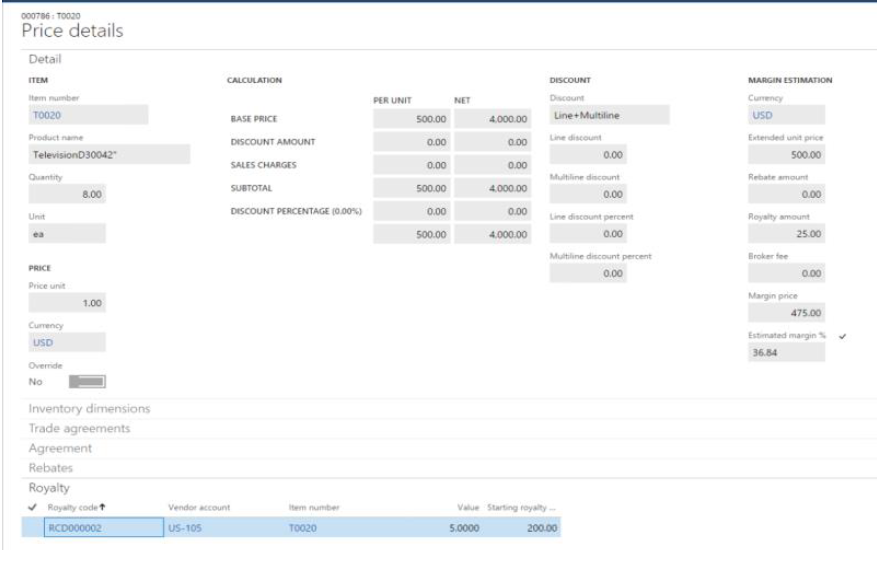 000786 : T0020
Price details
Detail
ITEM
Item number
T0020
Product name
TelevisionD30042"
Quantity
8.00
Unit
ea
PRICE
Price unit
1.00
Currency
USD
Override
No
CALCULATION
PER UNIT NET
BASE PRICE 500.00 4,000.00
DISCOUNT AMOUNT 0.00 0.00
SALES CHARGES 0.00 0.00
SUBTOTAL 500.00 4,000.00
DISCOUNT PERCENTAGE (0.00%) 0.00 0.00
500.00 4,000.00
DISCOUNT
Discount
Line+Multiline
Line discount
0.00
Multiline discount
0.00
Line discount percent
0.00
Multiline discount percent
0.00
MARGIN ESTIMATION
Currency
USD
Extended unit price
500.00
Rebate amount
0.00
Royalty amount
25.00
Broker fee
0.00
Margin price
475.00
Estimated margin %
36.84
Inventory dimensions
Trade agreements
Agreement
Rebates
Royalty
Royalty code Vendor account Item number Value Starting royalty ...
RCD000002 US-105 T0020 5.0000 200.00